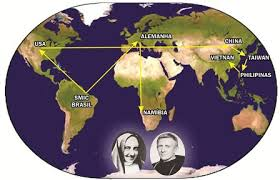 ALEMANHA
USA
CHINA
VIETNAN
TAIWAN
PHILIPINAS
SMIC
BRASIL
NAMIBIA